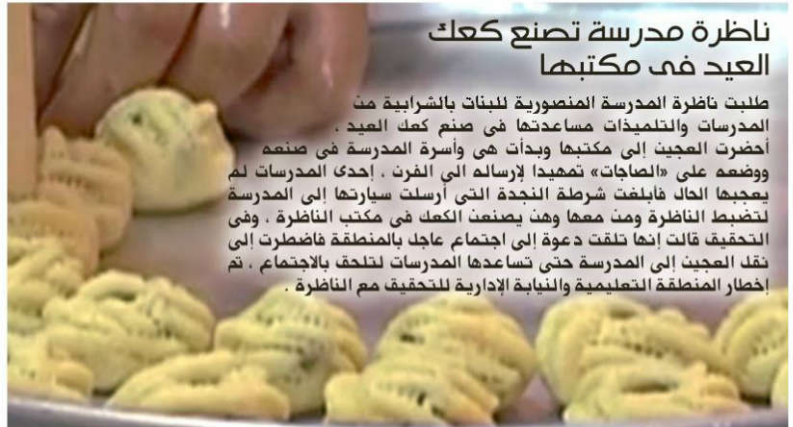 ناظرة مدرسة تصنع كعك
العيد فى مكتبها
طلبت ناظرة المدرسة المنصورية للبنات بالشرابية من
المدرسات والتلميذات مساعدتها فى صنع كعك العيد .
أحضرت العجين إلى مكتبها وبدأت هى وأسرة المدرسة فى صنعه
ووضعه على «الصاجات» تمهيدا لإرساله الي الفرن . إحدى المدرسات لم
يعجبها الحال فأبلغت شرطة النجدة التى أرسلت سيارتها إلى المدرسة
لتضبط الناظرة ومن معها وهن يصنعن الكعك فى مكتب الناظرة . وفى
التحقيق قالت إنها تلقت دعوة إلى اجتماع عاجل بالمنطقة فاضطرت إلى
نقل العجين إلى المدرسة حتى تساعدها المدرسات لتلحق بالاجتماع . تم
إخطار المنطقة التعليمية والنيابة الإدارية للتحقيق مع الناظرة .